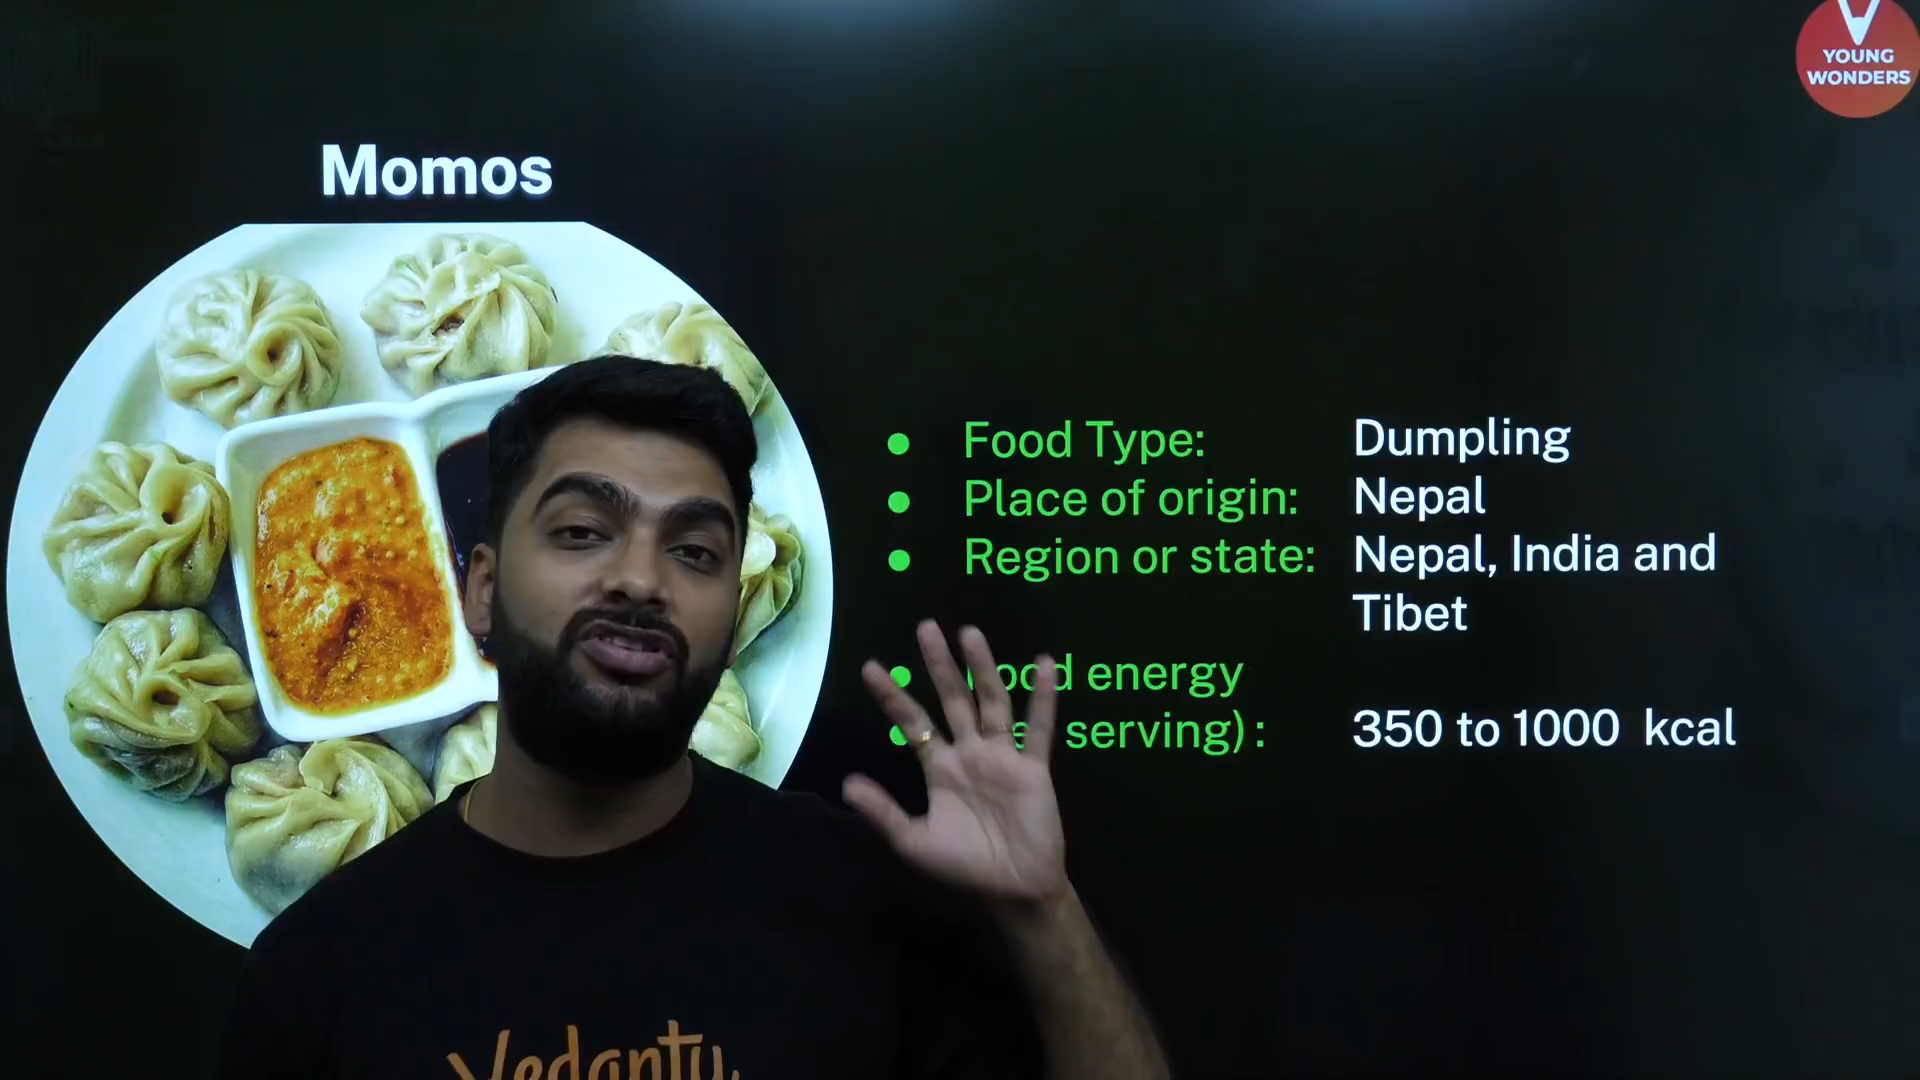 YOUNG
WONDERS
Momos
Food Type: Dumpling
Place of origin: Nepal
Region or state: Nepal, India and
Tibet
energy
serving) : 350 to 1000 kcal
Vedantu